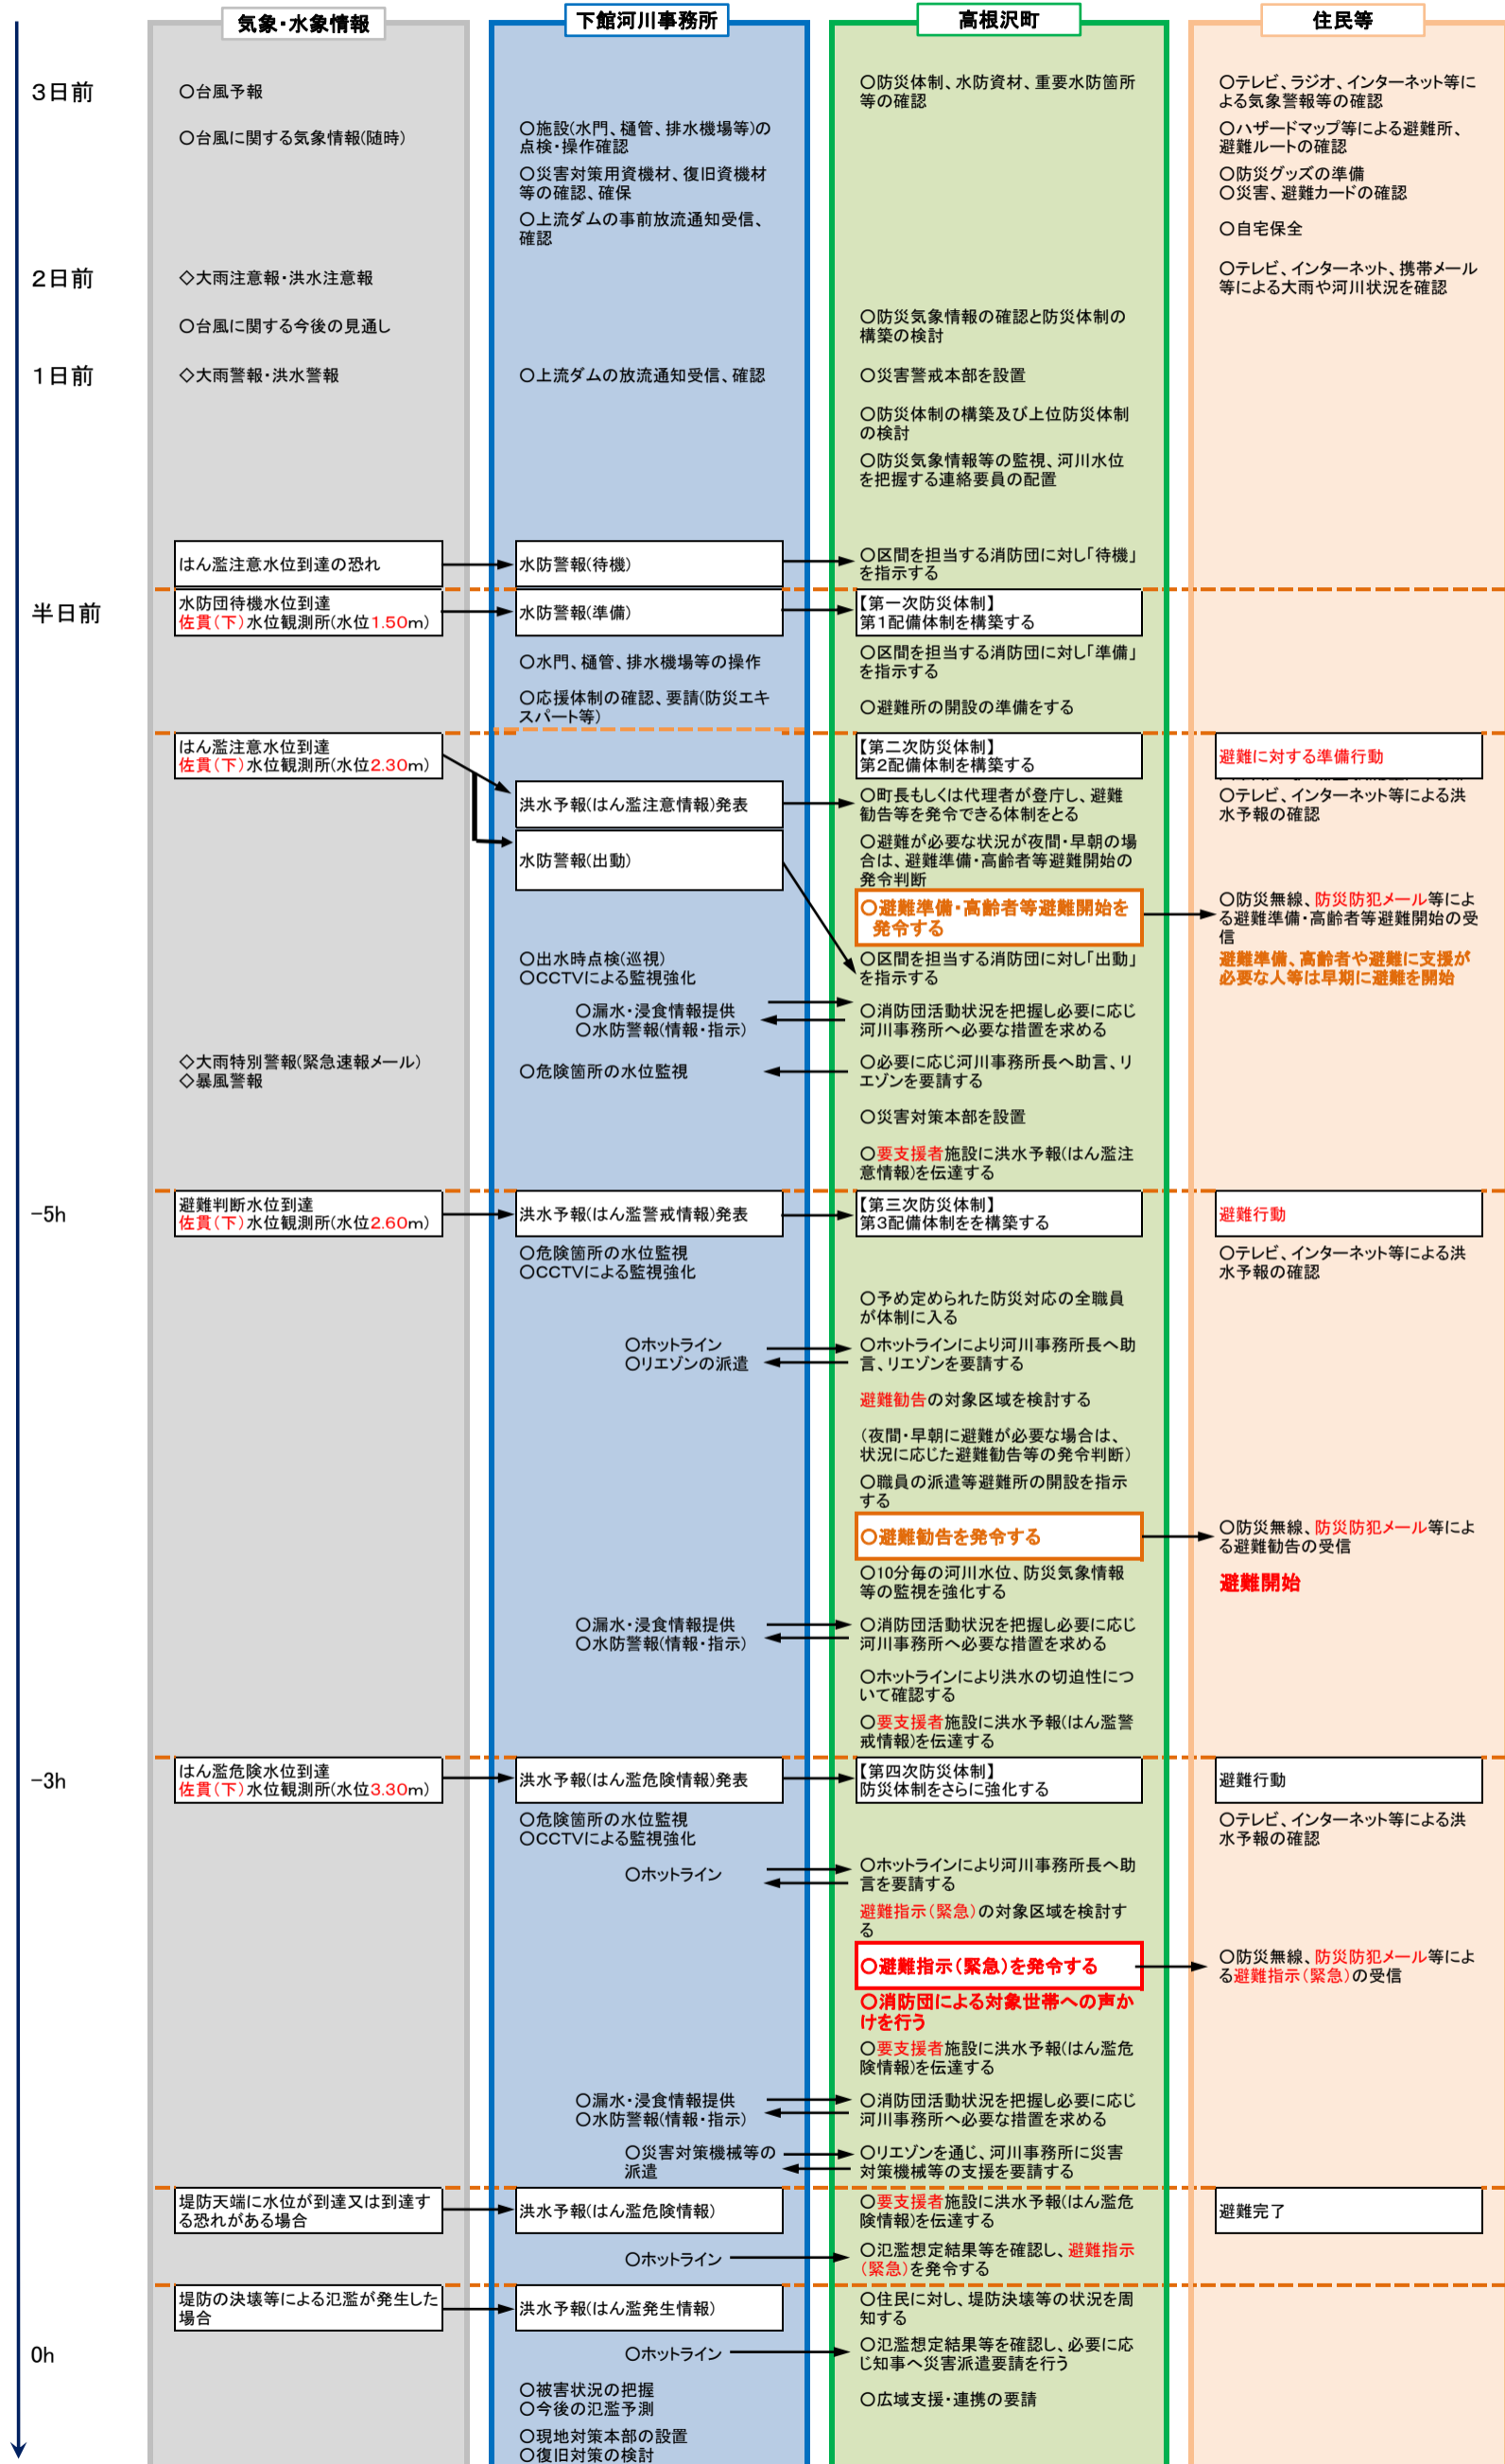 気象・水象情報
下館河川事務所
高根沢町
住民等
3日前
○台風予報
○台風に関する気象情報(随時)
○施設(水門、樋管、排水機場等)の
点検・操作確認
○災害対策用資機材、復旧資機材
等の確認、確保
○上流ダムの事前放流通知受信、
確認
○防災体制、水防資材、重要水防箇所
等の確認
○テレビ、ラジオ、インターネット等に
よる気象警報等の確認
○ハザードマップ等による避難所、
避難ルートの確認
○防災グッズの準備
○災害、避難カードの確認
○自宅保全
2日前
◇大雨注意報・洪水注意報
○台風に関する今後の見通し
○防災気象情報の確認と防災体制の
構築の検討
○テレビ、インターネット、携帯メール
等による大雨や河川状況を確認
1日前
◇大雨警報・洪水警報
○上流ダムの放流通知受信、確認
○災害警戒本部を設置
○防災体制の構築及び上位防災体制
の検討
○防災気象情報等の監視、河川水位
を把握する連絡要員の配置
はん濫注意水位到達の恐れ
水防警報(待機)
○区間を担当する消防団に対し「待機」
を指示する
半日前
水防団待機水位到達
佐貫(下)水位観測所(水位1.50m)
水防警報(準備)
○水門、樋管、排水機場等の操作
○応援体制の確認、要請(防災エキ
スパート等)
【第一次防災体制】
第1配備体制を構築する
○区間を担当する消防団に対し「準備」
を指示する
○避難所の開設の準備をする
はん濫注意水位到達
佐貫(下)水位観測所(水位2.30m)
洪水予報(はん濫注意情報)発表
水防警報(出動)
【第二次防災体制】
第2配備体制を構築する
○町長もしくは代理者が登庁し、避難
勧告等を発令できる体制をとる
○避難が必要な状況が夜間・早朝の場
合は、避難準備・高齢者等避難開始の
発令判断
○避難準備・高齢者等避難開始を
発令する
避難に対する準備行動
○テレビ、インターネット等による洪
水予報の確認
○防災無線、防災防犯メール等によ
る避難準備・高齢者等避難開始の受
信
避難準備、高齢者や避難に支援が
必要な人等は早期に避難を開始
○出水時点検(巡視)
○CCTVによる監視強化
○区間を担当する消防団に対し「出動」
を指示する
○漏水・浸食情報提供
○水防警報(情報・指示)
○消防団活動状況を把握し必要に応じ
河川事務所へ必要な措置を求める
◇大雨特別警報(緊急速報メール)
◇暴風警報
○危険箇所の水位監視
○必要に応じ河川事務所長へ助言、リ
エゾンを要請する
○災害対策本部を設置
○要支援者施設に洪水予報(はん濫注
意情報)を伝達する
-5h
避難判断水位到達
佐貫(下)水位観測所(水位2.60m)
洪水予報(はん濫警戒情報)発表
○危険箇所の水位監視
○CCTVによる監視強化
【第三次防災体制】
第3配備体制をを構築する
避難行動
○テレビ、インターネット等による洪
水予報の確認
○予め定められた防災対応の全職員
が体制に入る
○ホットライン
○リエゾンの派遣
○ホットラインにより河川事務所長へ助
言、リエゾンを要請する
避難勧告の対象区域を検討する
(夜間・早朝に避難が必要な場合は、
状況に応じた避難勧告等の発令判断)
○職員の派遣等避難所の開設を指示
する
○避難勧告を発令する
○防災無線、防災防犯メール等によ
る避難勧告の受信
避難開始
○10分毎の河川水位、防災気象情報
等の監視を強化する
○漏水・浸食情報提供
○水防警報(情報・指示)
○消防団活動状況を把握し必要に応じ
河川事務所へ必要な措置を求める
○ホットラインにより洪水の切迫性につ
いて確認する
○要支援者施設に洪水予報(はん濫警
戒情報)を伝達する
-3h
はん濫危険水位到達
佐貫(下)水位観測所(水位3.30m)
洪水予報(はん濫危険情報)発表
○危険箇所の水位監視
○CCTVによる監視強化
【第四次防災体制】
防災体制をさらに強化する
避難行動
○テレビ、インターネット等による洪
水予報の確認
○ホットライン
○ホットラインにより河川事務所長へ助
言を要請する
避難指示(緊急)の対象区域を検討す
る
○避難指示(緊急)を発令する
○防災無線、防災防犯メール等によ
る避難指示(緊急)の受信
○消防団による対象世帯への声か
けを行う
○要支援者施設に洪水予報(はん濫危
険情報)を伝達する
○漏水・浸食情報提供
○水防警報(情報・指示)
○消防団活動状況を把握し必要に応じ
河川事務所へ必要な措置を求める
○災害対策機械等の
派遣
○リエゾンを通じ、河川事務所に災害
対策機械等の支援を要請する
堤防天端に水位が到達又は到達す
る恐れがある場合
洪水予報(はん濫危険情報)
○要支援者施設に洪水予報(はん濫危
険情報)を伝達する
避難完了
○ホットライン
○氾濫想定結果等を確認し、避難指示
(緊急)を発令する
堤防の決壊等による氾濫が発生した
場合
洪水予報(はん濫発生情報)
○住民に対し、堤防決壊等の状況を周
知する
0h
○ホットライン
○氾濫想定結果等を確認し、必要に応
じ知事へ災害派遣要請を行う
○被害状況の把握
○今後の氾濫予測
○広域支援・連携の要請
○現地対策本部の設置
○復旧対策の検討